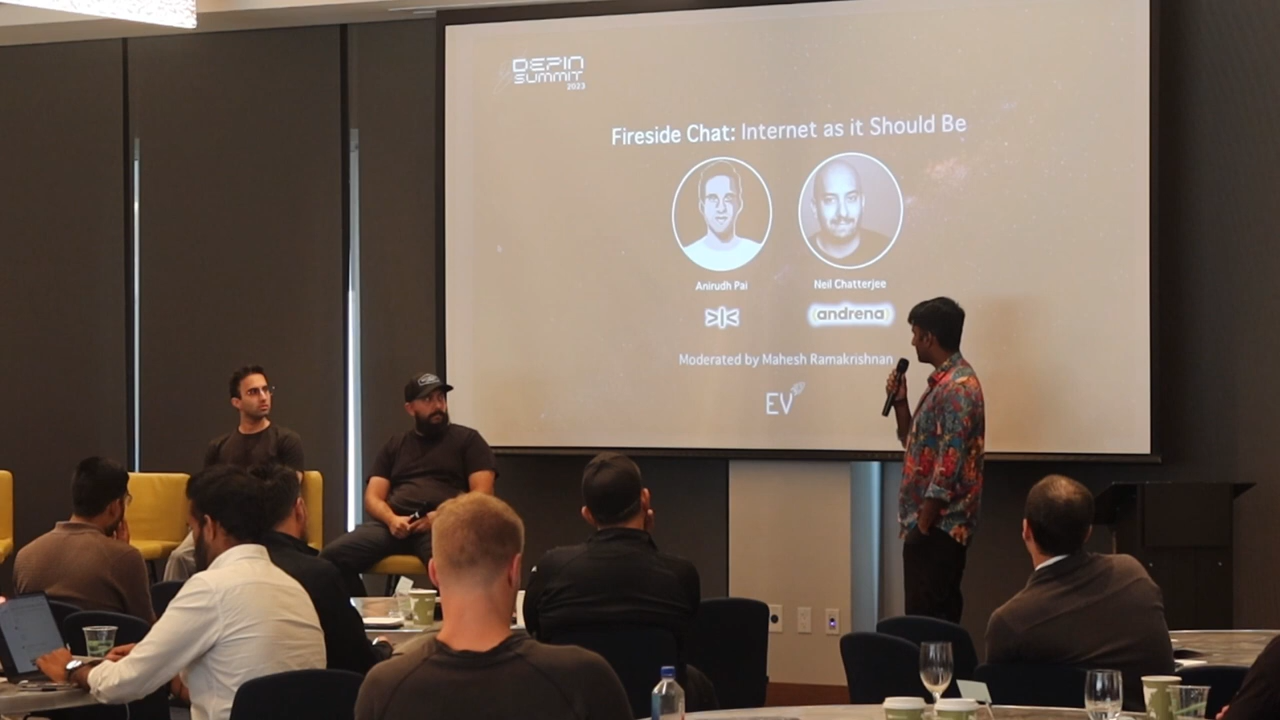 DEPIN
SUMMIT
2023
Fireside Chat: Internet as it Should Be
Anirudh Pai
Neil Chatterjee
andrena
Moderated by Mahesh Ramakrishnan
EV